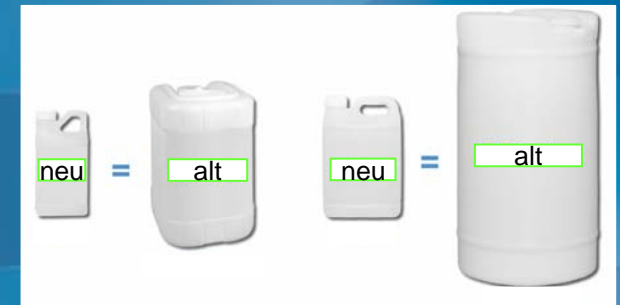 neu = alt
neu = alt